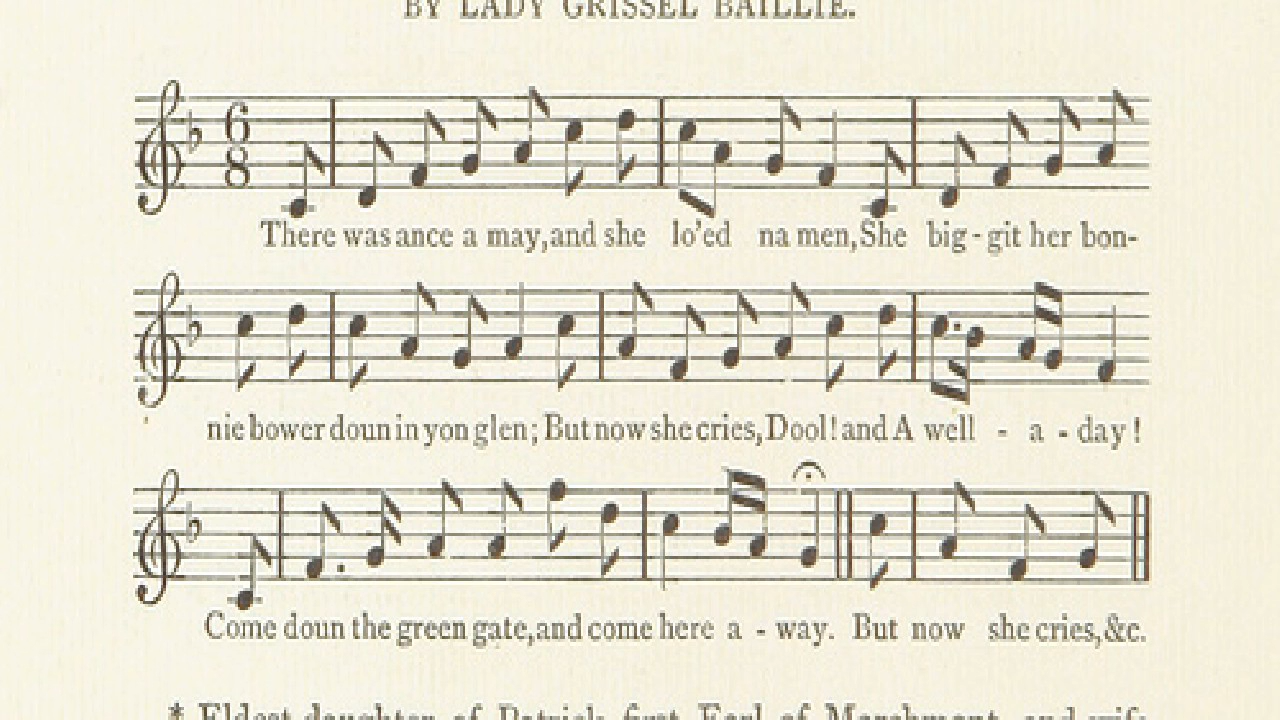 BY LADY GRISSEL BAILLIE.
6
8
There was ance a may, and she lo'ed na men, She big - git her bon-
nie bower doun in yon glen; But now she cries, Dool! and A well - a - day!
Come doun the green gate, and come here a - way. But now she cries, &c.
* Eldest daughter of Patrick first Earl of Marchmont, and wife